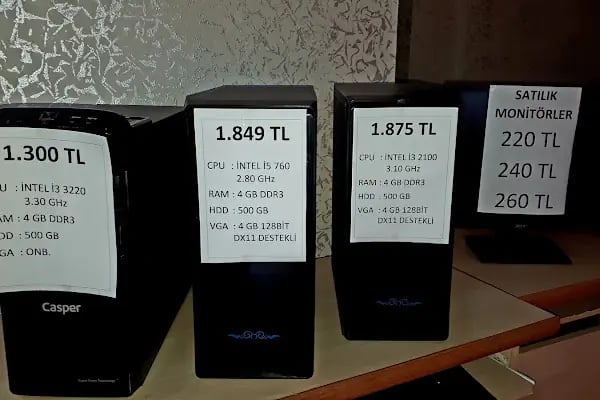 1.300 TL
: İNTEL İ3 3220
3.30 GHz
: 4 GB DDR3
: 500 GB
: ONB.
Casper
1.849 TL
CPU : İNTEL İ5 760
2.80 GHz
RAM : 4 GB DDR3
HDD : 500 GB
VGA : 4 GB 128BİT
DX11 DESTEKLİ
1.875 TL
CPU : İNTEL İ3 2100
3.10 GHz
RAM : 4 GB DDR3
HDD : 500 GB
VGA : 4 GB 128BİT
DX11 DESTEKLİ
SATILIK
MONİTÖRLER
220 TL
240 TL
260 TL
acer